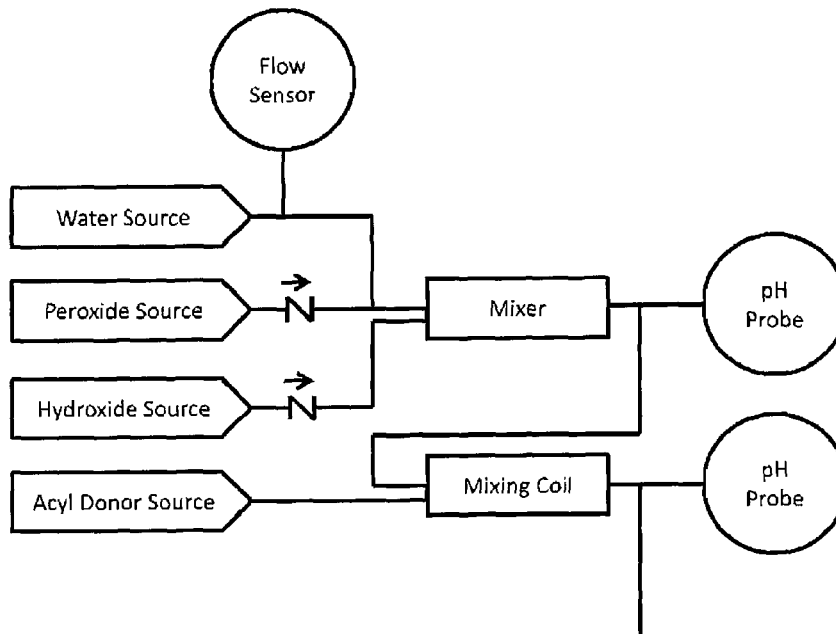 Flow
Sensor
Water Source
Peroxide Source
Mixer
pH
Probe
Hydroxide Source
Acyl Donor Source
Mixing Coil
pH
Probe